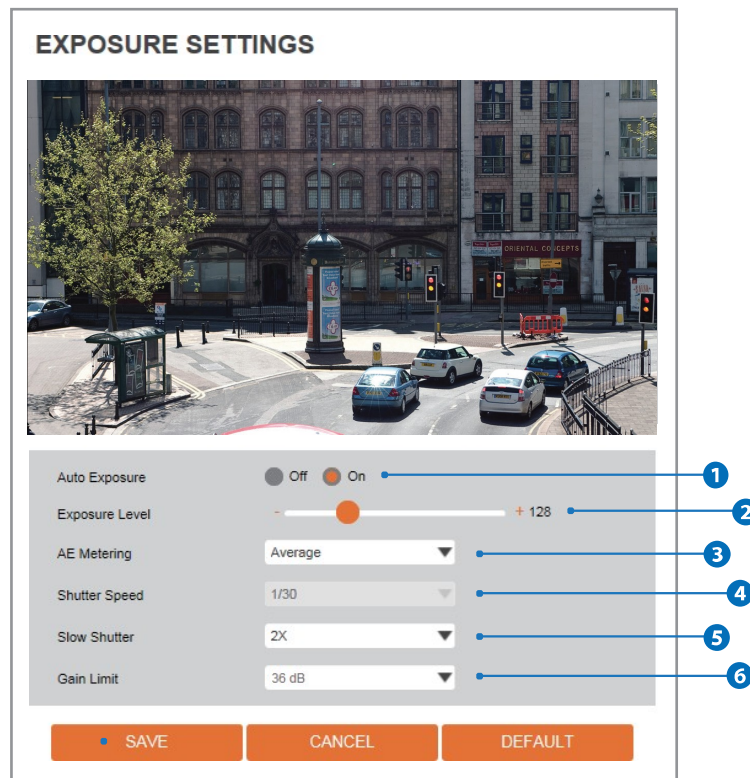 EXPOSURE SETTINGS
ORIENTAL CONCEPTS
Auto Exposure Off On 1
Exposure Level - + 128 2
AE Metering Average 3
Shutter Speed 1/30 4
Slow Shutter 2X 5
Gain Limit 36 dB 6
SAVE CANCEL DEFAULT